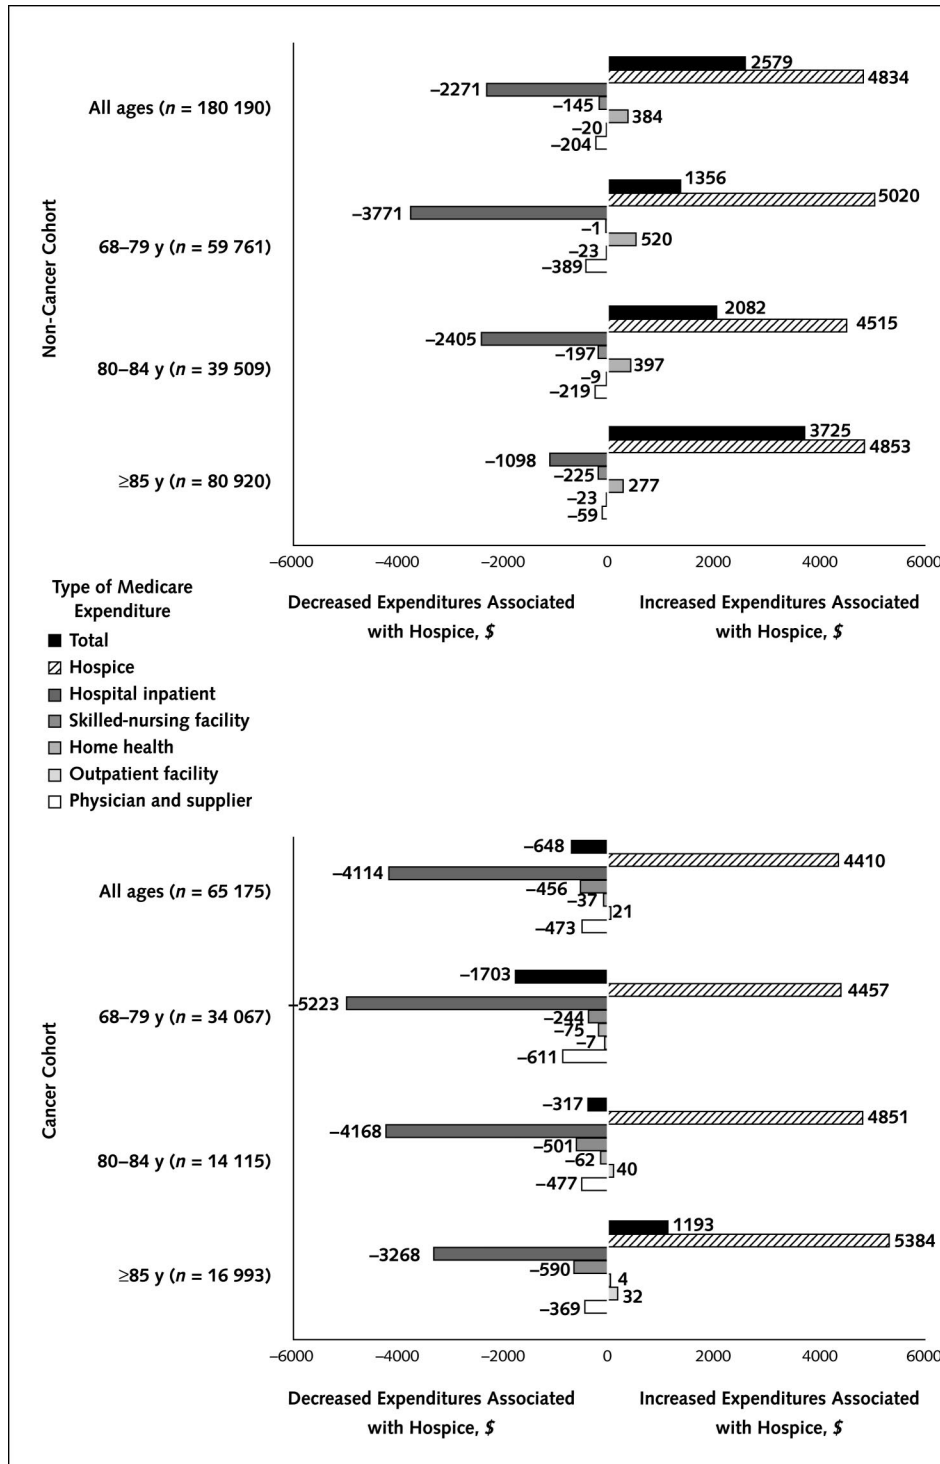 Non-Cancer Cohort
All ages (n = 180 190)
2579
4834
–2271
–145
384
–20
–204
68–79 y (n = 59 761)
1356
5020
–3771
–1
520
–23
–389
80–84 y (n = 39 509)
2082
4515
–2405
–197
397
–9
–219
≥85 y (n = 80 920)
3725
4853
–1098
–225
277
–23
–59
–6000 –4000 –2000 0 2000 4000 6000
Decreased Expenditures Associated
with Hospice, $
Increased Expenditures Associated
with Hospice, $
Type of Medicare
Expenditure
Total
Hospice
Hospital inpatient
Skilled-nursing facility
Home health
Outpatient facility
Physician and supplier
Cancer Cohort
All ages (n = 65 175)
–648
4410
–4114
–456
–37
21
–473
68–79 y (n = 34 067)
–1703
4457
–5223
–244
–75
–7
–611
80–84 y (n = 14 115)
–317
4851
–4168
–501
–62
40
–477
≥85 y (n = 16 993)
1193
5384
–3268
–590
4
32
–369
–6000 –4000 –2000 0 2000 4000 6000
Decreased Expenditures Associated
with Hospice, $
Increased Expenditures Associated
with Hospice, $